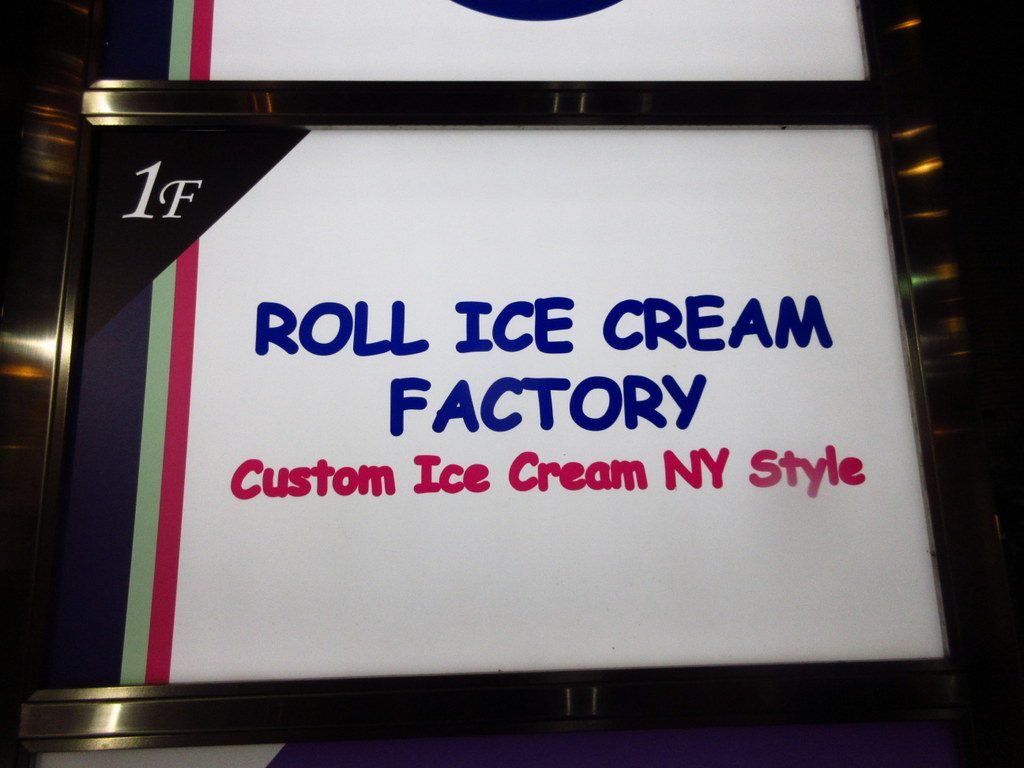 1F
ROLL ICE CREAM
FACTORY
Custom Ice Cream NY Style